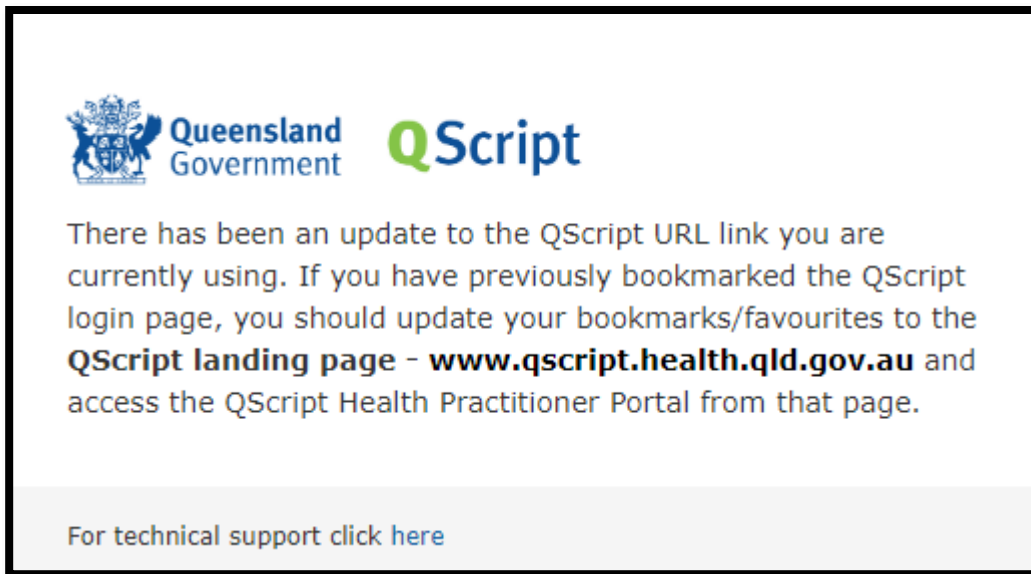 Queensland
Government
QScript
There has been an update to the QScript URL link you are
currently using. If you have previously bookmarked the QScript
login page, you should update your bookmarks/favourites to the
QScript landing page - www.qscript.health.qld.gov.au and
access the QScript Health Practitioner Portal from that page.
For technical support click here